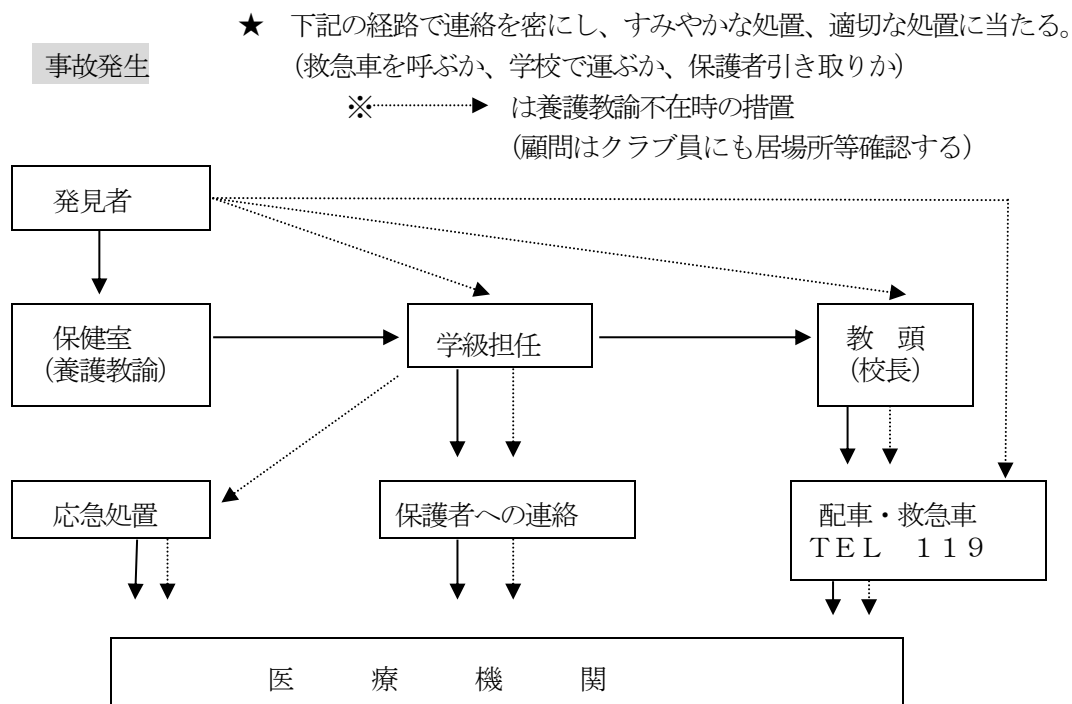 ★ 下記の経路で連絡を密にし、すみやかな処置、適切な処置に当たる。
事故発生
(救急車を呼ぶか、学校で運ぶか、保護者引き取りか)
※ は養護教諭不在時の措置
(顧問はクラブ員にも居場所等確認する)
発見者
保健室
(養護教諭)
学級担任
教 頭
(校長)
応急処置
保護者への連絡
配車・救急車
TEL 119
医 療 機 関